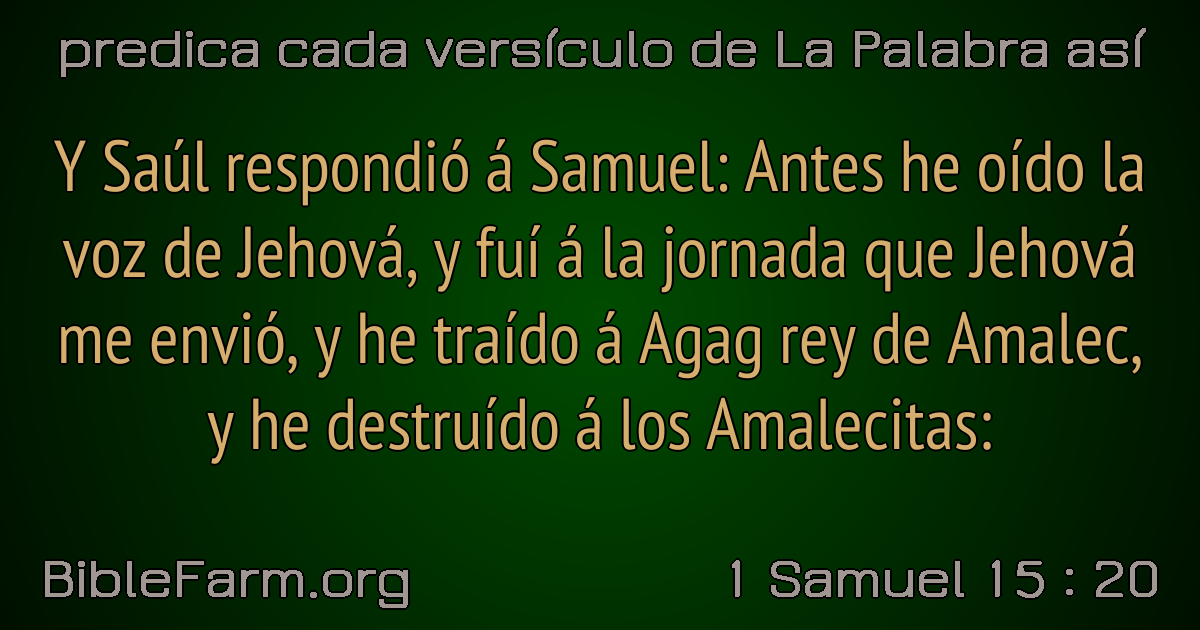 predica cada versículo de La Palabra así
Y Saúl respondió á Samuel: Antes he oído la
voz de Jehová, y fuí á la jornada que Jehová
me envió, y he traído á Agag rey de Amalec,
y he destruído á los Amalecitas:
BibleFarm.org
1 Samuel 15 : 20